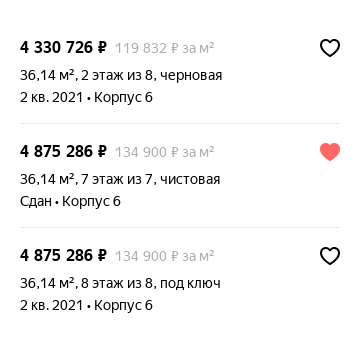 4 330 726 ₽ 119 832 ₽ за м²
36,14 м², 2 этаж из 8, черновая
2 кв. 2021 • Корпус 6
4 875 286 ₽ 134 900 ₽ за м²
36,14 м², 7 этаж из 7, чистовая
Сдан • Корпус 6
4 875 286 ₽ 134 900 ₽ за м²
36,14 м², 8 этаж из 8, под ключ
2 кв. 2021 • Корпус 6